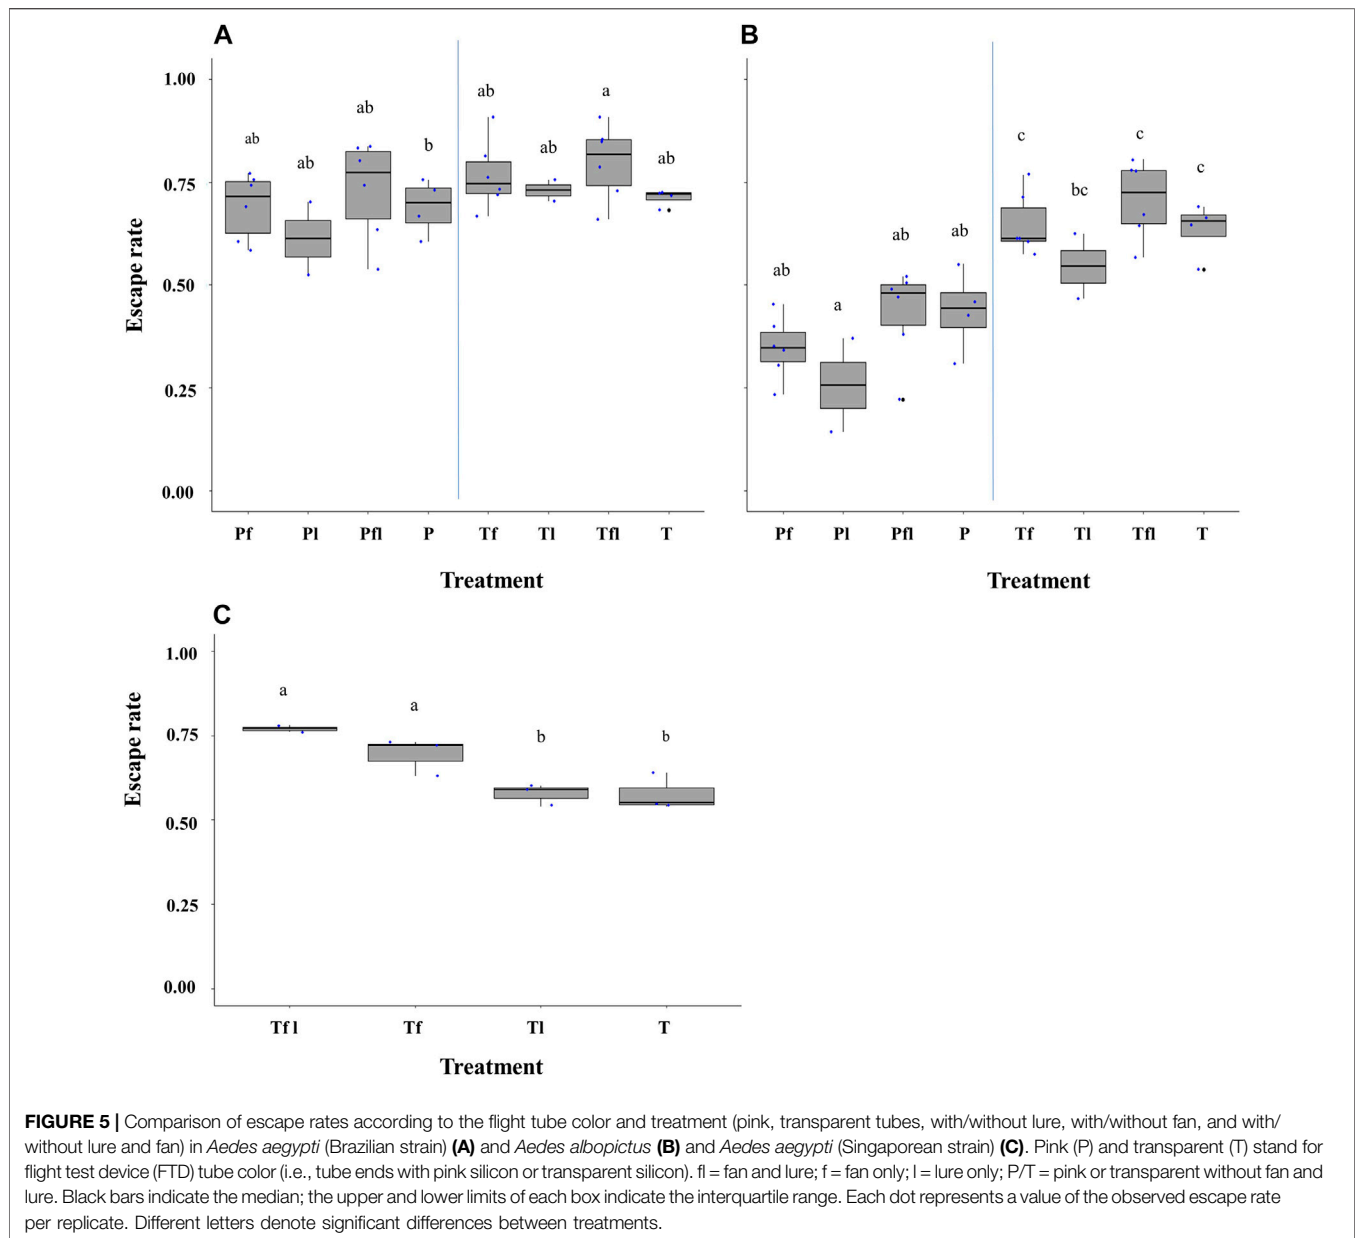 A
Escape rate
1.00
0.75
0.50
0.25
0.00
ab
ab
ab
b
ab
ab
a
ab
Pf Pl Pfl P Tf Tl Tfl T
Treatment
B
ab
a
ab
ab
c
bc
c
c
Pf Pl Pfl P Tf Tl Tfl T
Treatment
C
Escape rate
1.00
0.75
0.50
0.25
0.00
a
a
b
b
Tf l Tf Tl T
Treatment
FIGURE 5 | Comparison of escape rates according to the flight tube color and treatment (pink, transparent tubes, with/without lure, with/without fan, and with/
without lure and fan) in Aedes aegypti (Brazilian strain) (A) and Aedes albopictus (B) and Aedes aegypti (Singaporean strain) (C). Pink (P) and transparent (T) stand for
flight test device (FTD) tube color (i.e., tube ends with pink silicon or transparent silicon). fl = fan and lure; f = fan only; l = lure only; P/T = pink or transparent without fan and
lure. Black bars indicate the median; the upper and lower limits of each box indicate the interquartile range. Each dot represents a value of the observed escape rate
per replicate. Different letters denote significant differences between treatments.